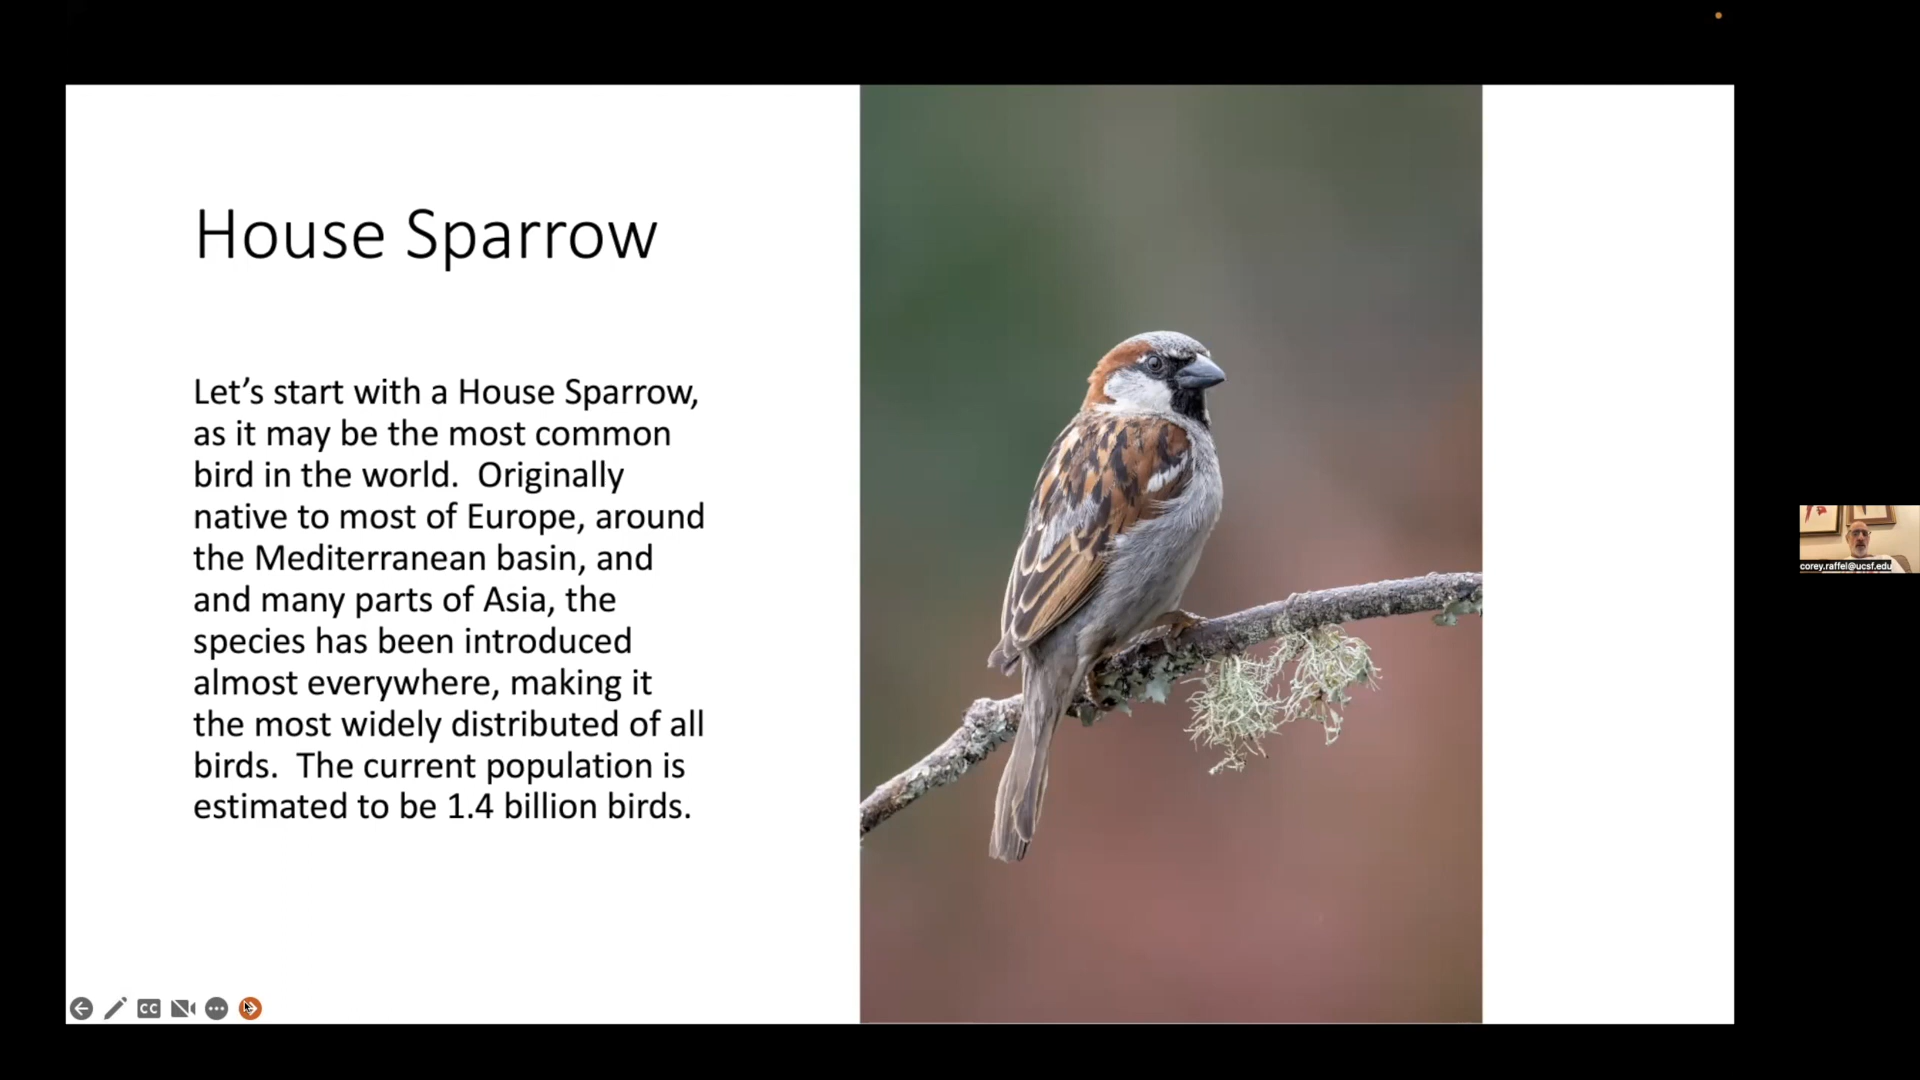 House Sparrow
Let’s start with a House Sparrow,
as it may be the most common
bird in the world.  Originally
native to most of Europe, around
the Mediterranean basin, and
and many parts of Asia, the
species has been introduced
almost everywhere, making it
the most widely distributed of all
birds.  The current population is
estimated to be 1.4 billion birds.
corey.raffel@ucsf.edu
CC